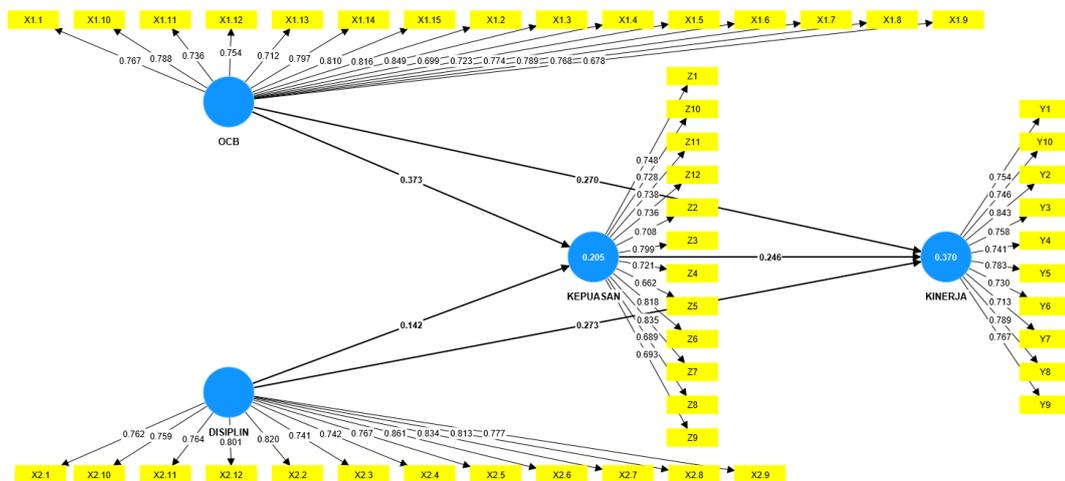 X1.1 X1.10 X1.11 X1.12 X1.13 X1.14 X1.15 X1.2 X1.3 X1.4 X1.5 X1.6 X1.7 X1.8 X1.9
0.767 0.788 0.736 0.754 0.712 0.797 0.810 0.816 0.849 0.699 0.723 0.774 0.789 0.768 0.678
OCB
0.373
0.270
Z1
Z10
Z11
Z12
Z2
Z3
Z4
Z5
Z6
Z7
Z8
Z9
0.748
0.728
0.738
0.736
0.708
0.799
0.721
0.662
0.818
0.835
0.689
0.693
0.205
KEPUASAN
0.246
0.142
0.273
Y1
Y10
Y2
Y3
Y4
Y5
Y6
Y7
Y8
Y9
0.754
0.746
0.843
0.758
0.741
0.783
0.730
0.713
0.789
0.767
0.370
KINERJA
DISIPLIN
0.762 0.759 0.764 0.801 0.820 0.741 0.742 0.767 0.861 0.834 0.813 0.777
X2.1 X2.10 X2.11 X2.12 X2.2 X2.3 X2.4 X2.5 X2.6 X2.7 X2.8 X2.9